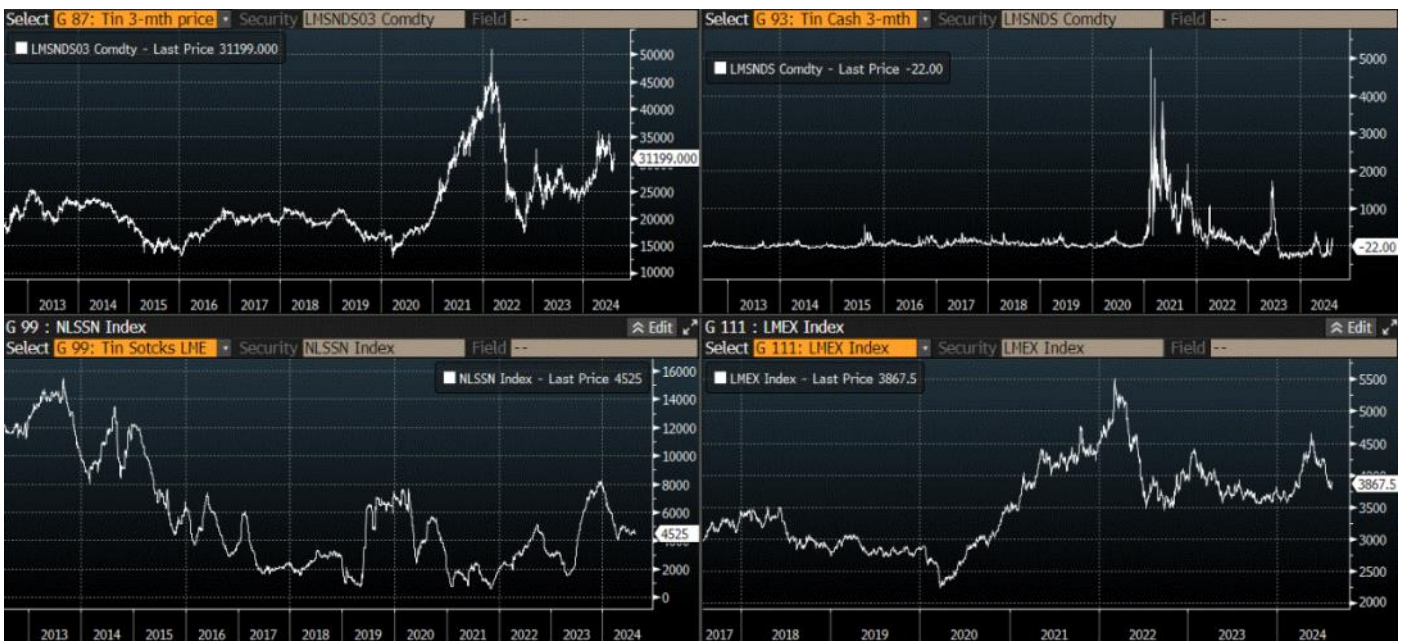 Select G 87: Tin 3-mth price Security LMSNDS03 Comdty Field --
LMSNDS03 Comdty - Last Price 31199.000
50000
45000
40000
35000
31199.000
25000
20000
15000
10000
2013 2014 2015 2016 2017 2018 2019 2020 2021 2022 2023 2024
Select G 93: Tin Cash 3-mth Security LMSNDS Comdty Field --
LMSNDS Comdty - Last Price -22.00
5000
4000
3000
2000
1000
-22.00
2013 2014 2015 2016 2017 2018 2019 2020 2021 2022 2023 2024
G 99 : NLSSN Index Edit
Select G 99: Tin Sotcks LME Security NLSSN Index Field --
NLSSN Index - Last Price 4525
16000
14000
12000
10000
8000
6000
4525
2000
0
2013 2014 2015 2016 2017 2018 2019 2020 2021 2022 2023 2024
G 111 : LMEX Index Edit
Select G 111: LMEX Index Security LMEX Index Field --
LMEX Index - Last Price 3867.5
5500
5000
4500
3867.5
3500
3000
2500
2000
2017 2018 2019 2020 2021 2022 2023 2024